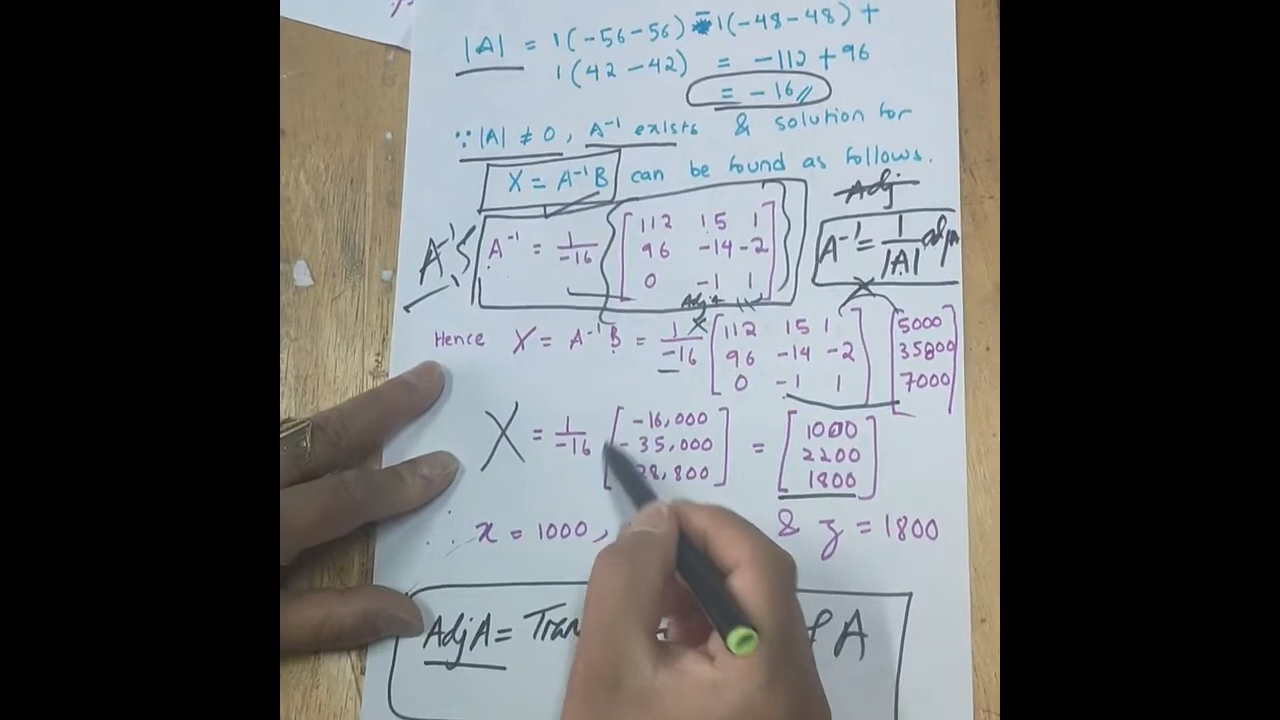 |A| = 1(-56-56) - 1(-48-48) +
1(42-42) = -112 + 96
= -16 //
∵ |A| ≠ 0, A⁻¹ exists & solution for
X = A⁻¹B can be found as follows.
Adj
A⁻¹ = 1/|A| adj
A⁻¹ = 1/-16 [112 15 1
96 -14 -2
0 -1 1]
Hence X = A⁻¹B = 1/-16 [112 15 1 [5000
96 -14 -2 35800
0 -1 1] 7000]
X = 1/-16 [-16,000 = [1000
-35,000 2200
28,800] 1800]
∴ x = 1000, & z = 1800
AdjA = Tran A